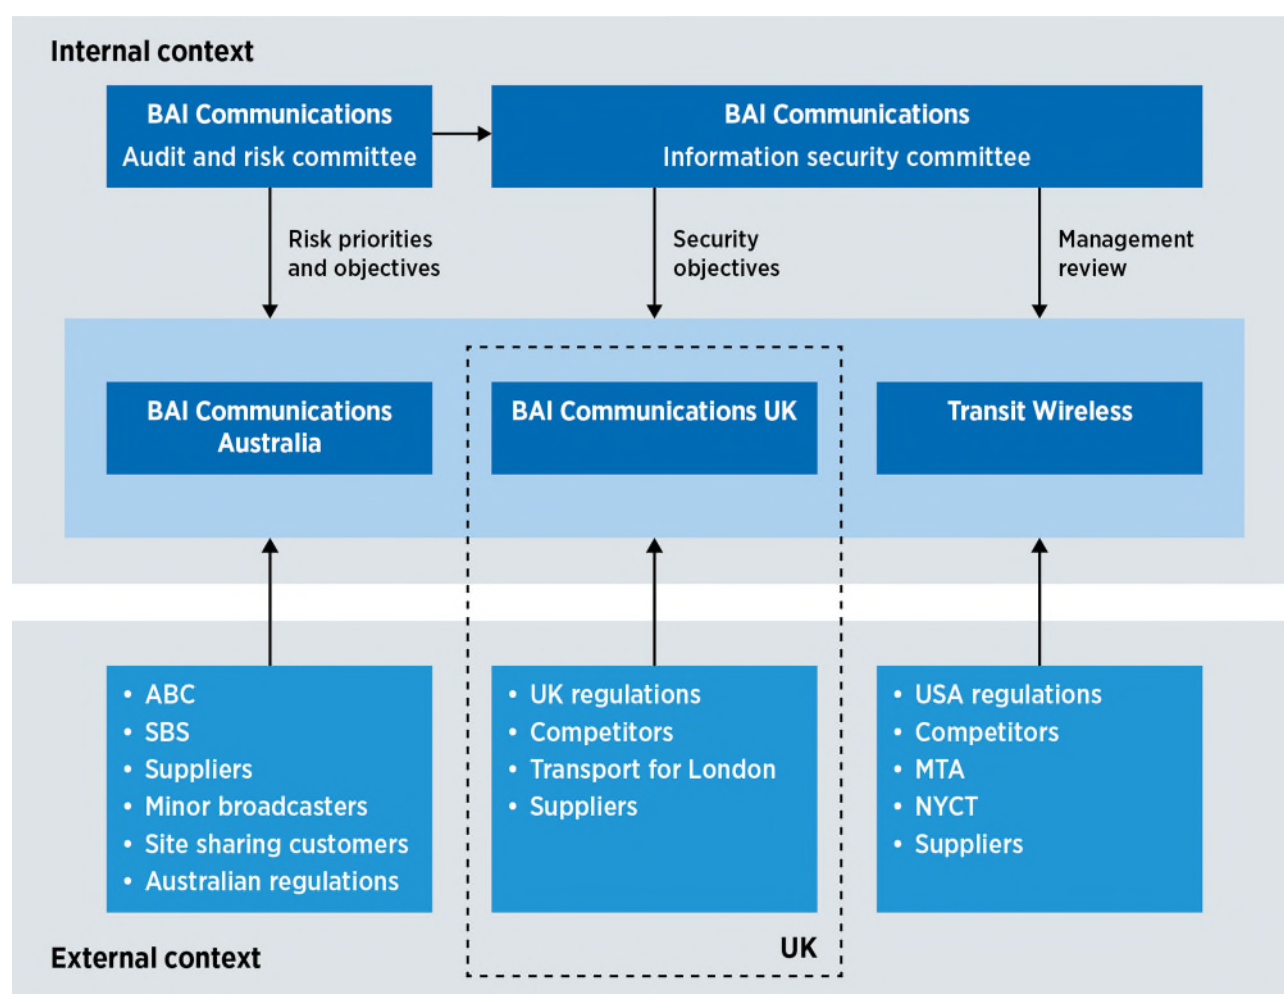 Internal context
BAI Communications
Audit and risk committee
BAI Communications
Information security committee
Risk priorities
and objectives
Security
objectives
Management
review
BAI Communications
Australia
BAI Communications UK
Transit Wireless
• ABC
• SBS
• Suppliers
• Minor broadcasters
• Site sharing customers
• Australian regulations
• UK regulations
• Competitors
• Transport for London
• Suppliers
• USA regulations
• Competitors
• MTA
• NYCT
• Suppliers
UK
External context